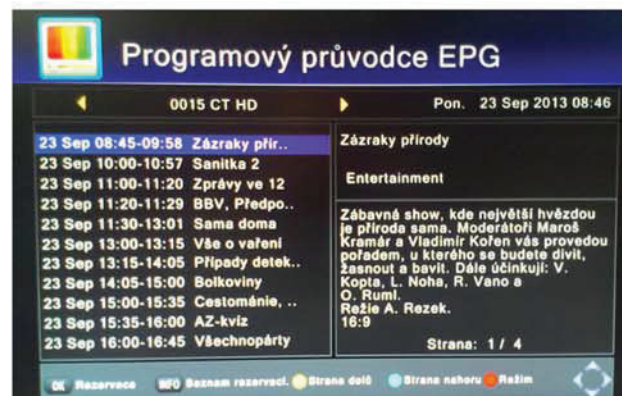 Programový průvodce EPG
0015 CT HD
Pon. 23 Sep 2013 08:46
23 Sep 08:45-09:58 Zázraky přír..
23 Sep 10:00-10:57 Sanitka 2
23 Sep 11:00-11:20 Zprávy ve 12
23 Sep 11:20-11:29 BBV, Předpo..
23 Sep 11:30-13:01 Sama doma
23 Sep 13:00-13:15 Vše o vaření
23 Sep 13:15-14:05 Případy detek..
23 Sep 14:05-15:00 Bolkoviny
23 Sep 15:00-15:35 Cestománie, ..
23 Sep 15:35-16:00 AZ-kvíz
23 Sep 16:00-16:45 Všechnopárty
Zázraky přírody
Entertainment
Zábavná show, kde největší hvězdou
je příroda sama. Moderátoři Maroš
Kramár a Vladimír Kořen vás provedou
pořadem, u kterého se budete divit,
žasnout a bavit. Dále účinkují: V.
Kopta, L. Noha, R. Vano a
O. Ruml.
Režie A. Rezek.
16:9
Strana: 1 / 4
OK Rezervace INFO Seznam rezervací. Strana dolů Strana nahoru Režim